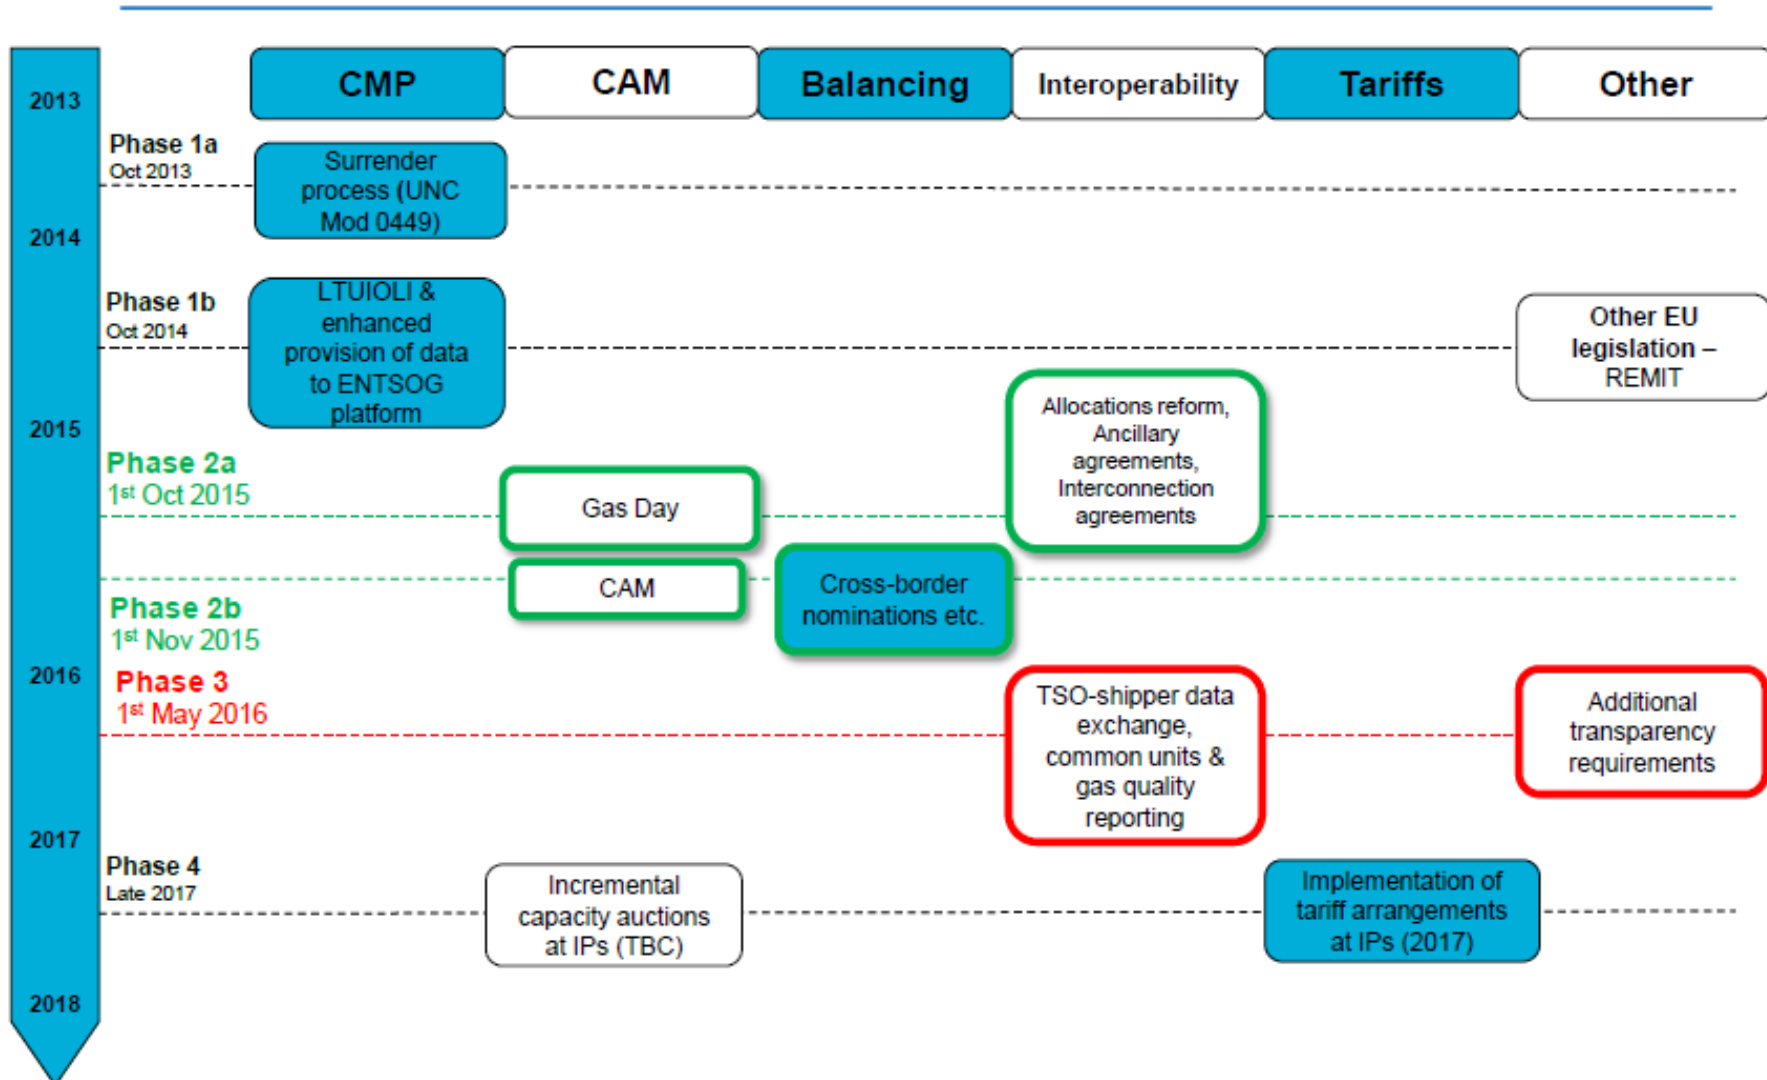 CMP
CAM
Balancing
Interoperability
Tariffs
Other
2013
Phase 1a
Oct 2013
Surrender
process (UNC
Mod 0449)
2014
Phase 1b
Oct 2014
LTUIOLI &
enhanced
provision of data
to ENTSOG
platform
Other EU
legislation –
REMIT
2015
Phase 2a
1st Oct 2015
Gas Day
Allocations reform,
Ancillary
agreements,
Interconnection
agreements
Phase 2b
1st Nov 2015
CAM
Cross-border
nominations etc.
2016
Phase 3
1st May 2016
TSO-shipper data
exchange,
common units &
gas quality
reporting
Additional
transparency
requirements
2017
Phase 4
Late 2017
Incremental
capacity auctions
at IPs (TBC)
Implementation of
tariff arrangements
at IPs (2017)
2018